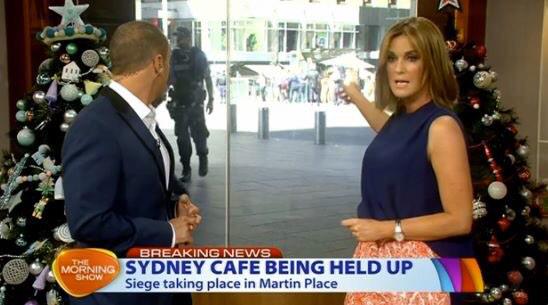 BREAKING NEWS
SYDNEY CAFE BEING HELD UP
Siege taking place in Martin Place
THE
MORNING
SHOW